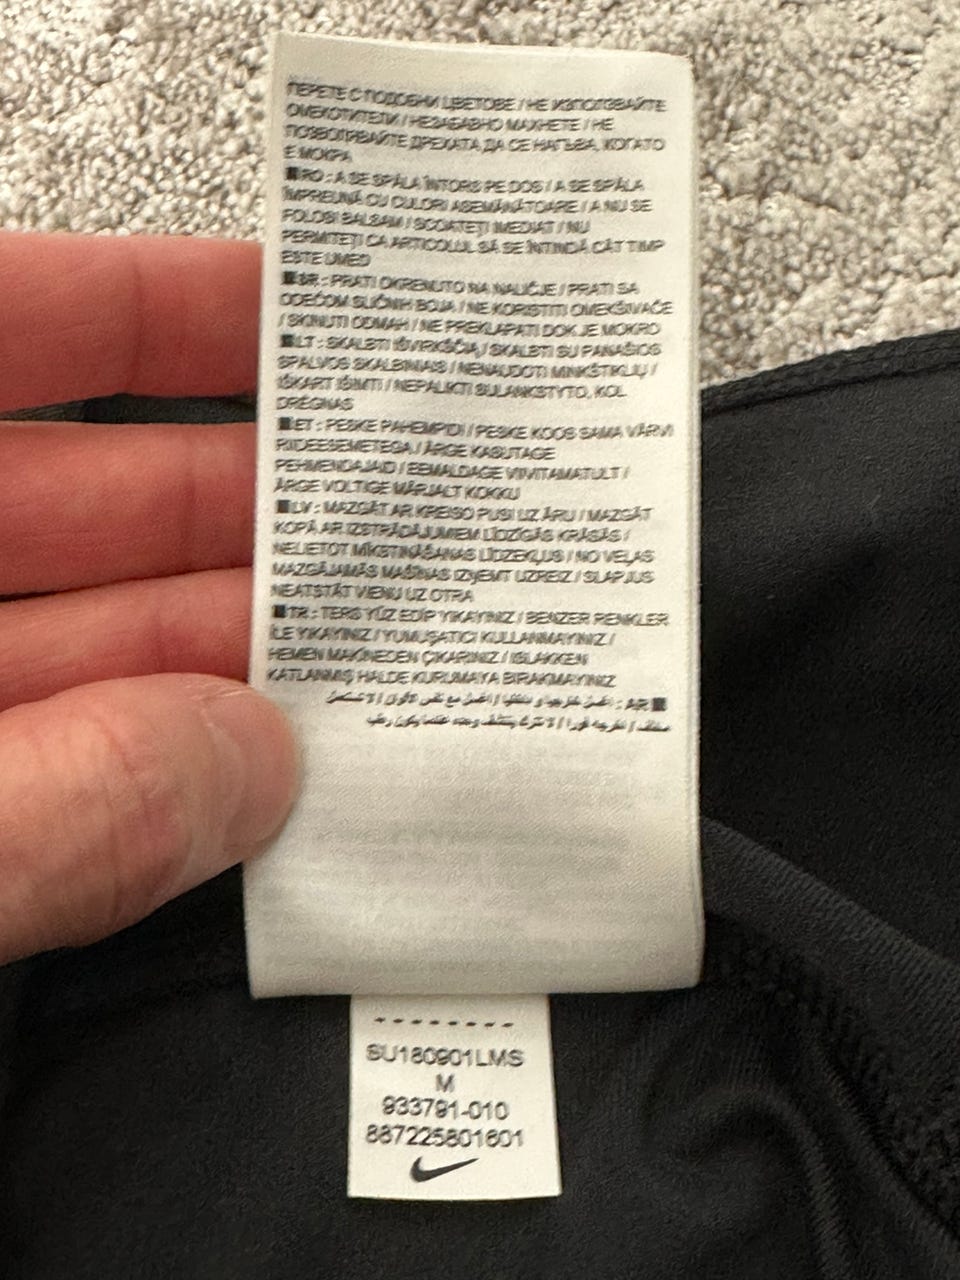 ПЕРЕТЕ С ПОДОБНИ ЦВЕТОВЕ / НЕ ИЗПОЛЗВАЙТЕ
ОМЕКОТИТЕЛИ / НЕЗАБАВНО МАХНЕТЕ / НЕ
ПОЗВОЛЯВАЙТЕ ДРЕХАТА ДА СЕ НАГЪВА, КОГАТО
Е МОКРА
■RO : A SE SPĂLA ÎNTORS PE DOS / A SE SPĂLA
ÎMPREUNĂ CU CULORI ASEMĂNĂTOARE / A NU SE
FOLOSI BALSAM / SCOATEŢI IMEDIAT / NU
PERMITEŢI CA ARTICOLUL SĂ SE ÎNTINDĂ CÂT TIMP
ESTE UMED
■SR : PRATI OKRENUTO NA NALIČJE / PRATI SA
ODEĆOM SLIČNIH BOJA / NE KORISTITI OMEKŠIVAČE
/ SKINUTI ODMAH / NE PREKLAPATI DOK JE MOKRO
■LT : SKALBTI IŠVIRKŠČIĄ / SKALBTI SU PANAŠIOS
SPALVOS SKALBINIAIS / NENAUDOTI MINKŠTIKLIŲ /
IŠKART IŠIMTI / NEPALIKTI SULANKSTYTO, KOL
DRĖGNAS
■ET : PESKE PAHEMPIDI / PESKE KOOS SAMA VÄRVI
RIIDEESEMETEGA / ÄRGE KASUTAGE
PEHMENDAJAID / EEMALDAGE VIIVITAMATULT /
ÄRGE VOLTIGE MÄRJALT KOKKU
■LV : MAZGĀT AR KREISO PUSI UZ ĀRU / MAZGĀT
KOPĀ AR IZSTRĀDĀJUMIEM LĪDZĪGĀS KRĀSĀS /
NELIETOT MĪKSTINĀŠANAS LĪDZEKĻUS / NO VEĻAS
MAZGĀJAMĀS MAŠĪNAS IZŅEMT UZREIZ / SLAPJUS
NEATSTĀT VIENU UZ OTRA
■TR : TERS YÜZ EDİP YIKAYINIZ / BENZER RENKLER
İLE YIKAYINIZ / YUMUŞATICI KULLANMAYINIZ /
HEMEN MAKİNEDEN ÇIKARINIZ / ISLAKKEN
KATLANMIŞ HALDE KURUMAYA BIRAKMAYINIZ
■AR :
SU180901LMS
M
933791-010
887225801601